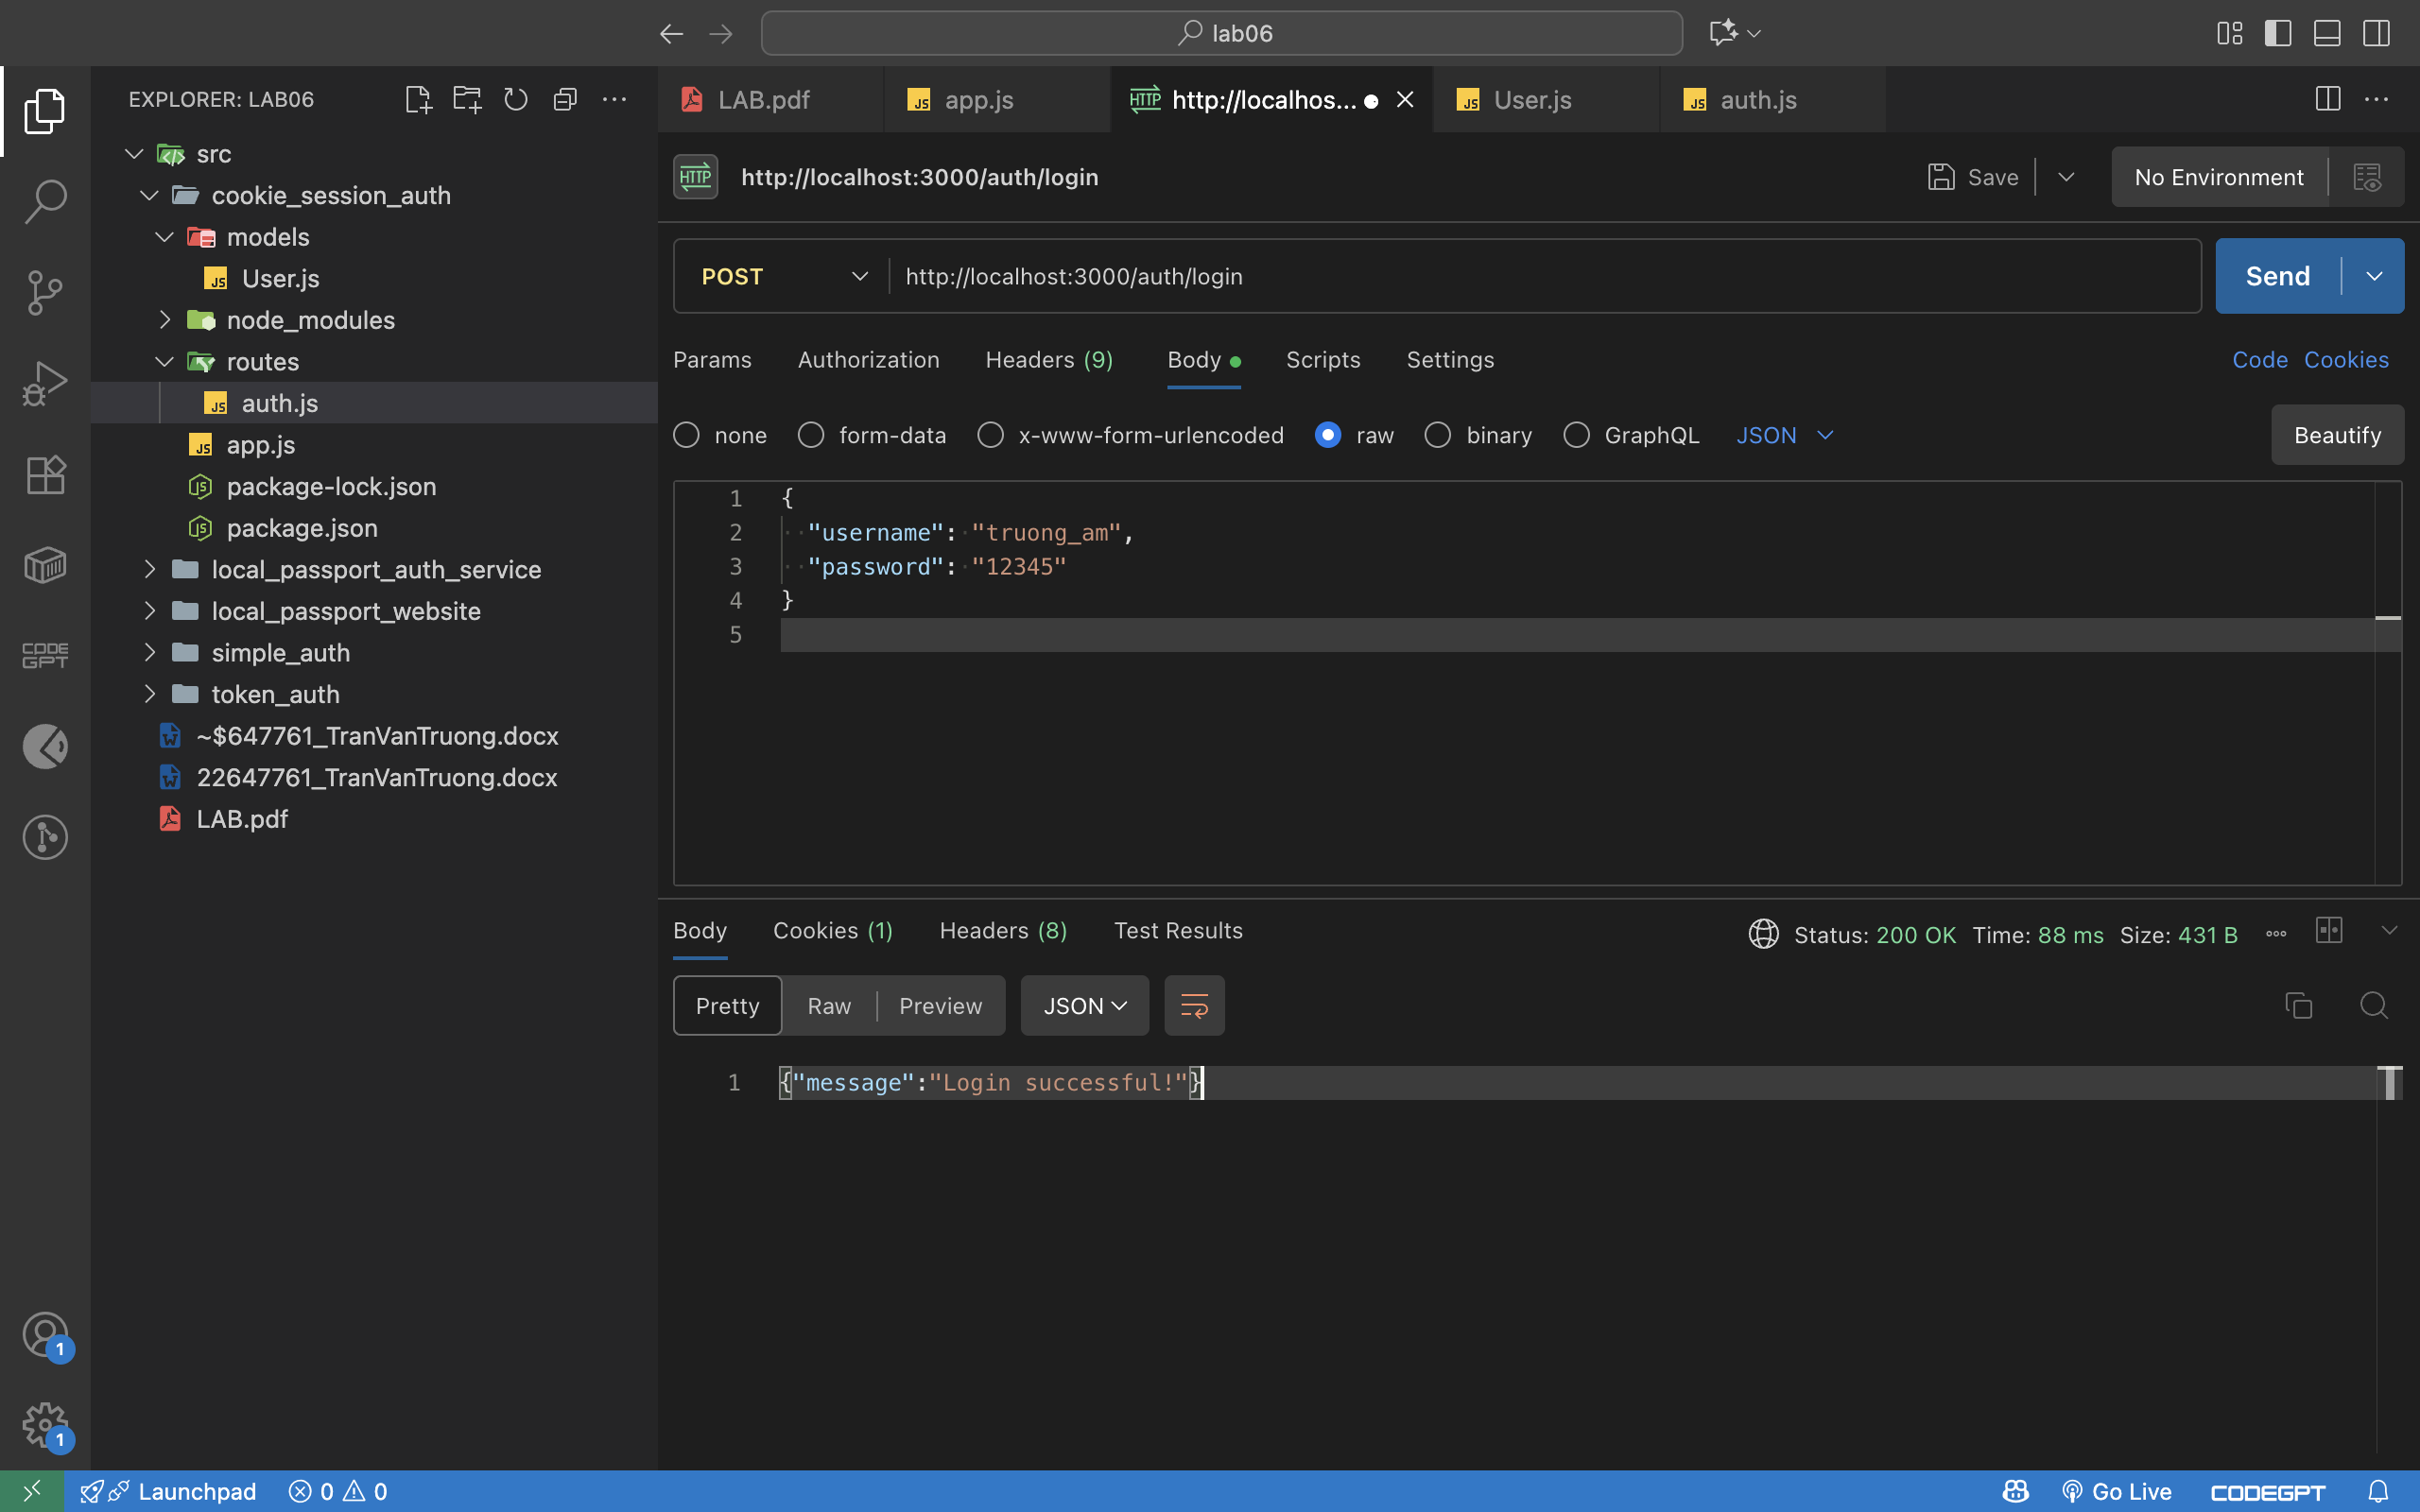 lab06
EXPLORER: LAB06
src
cookie_session_auth
models
User.js
node_modules
routes
auth.js
app.js
package-lock.json
package.json
local_passport_auth_service
local_passport_website
simple_auth
token_auth
~$647761_TranVanTruong.docx
22647761_TranVanTruong.docx
LAB.pdf
CODE
GPT
1
1
LAB.pdf
JS app.js
HTTP http://localhos...
JS User.js
JS auth.js
HTTP http://localhost:3000/auth/login
Save
No Environment
POST http://localhost:3000/auth/login
Send
Params Authorization Headers (9) Body Scripts Settings
Code Cookies
none form-data x-www-form-urlencoded raw binary GraphQL JSON
Beautify
1 {
2 "username": "truong_am",
3 "password": "12345"
4 }
5
Body Cookies (1) Headers (8) Test Results
Status: 200 OK Time: 88 ms Size: 431 B
Pretty Raw Preview JSON
1 {"message":"Login successful!"}
Launchpad 0 0
Go Live CODEGPT